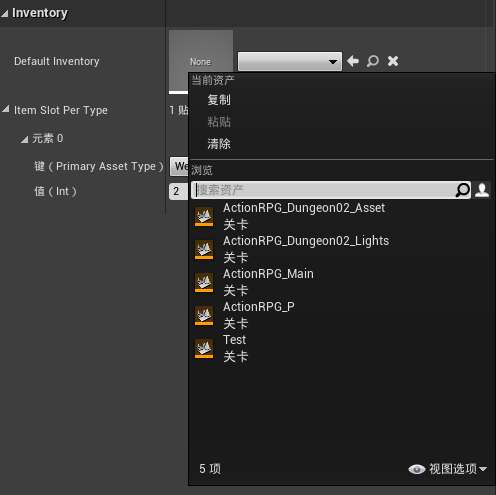 Inventory
Default Inventory
None
当前资产
复制
粘贴
清除
浏览
搜索资产
Item Slot Per Type
1 贴
元素 0
键 ( Primary Asset Type )
We
值 ( Int )
2
ActionRPG_Dungeon02_Asset
关卡
ActionRPG_Dungeon02_Lights
关卡
ActionRPG_Main
关卡
ActionRPG_P
关卡
Test
关卡
5 项
视图选项